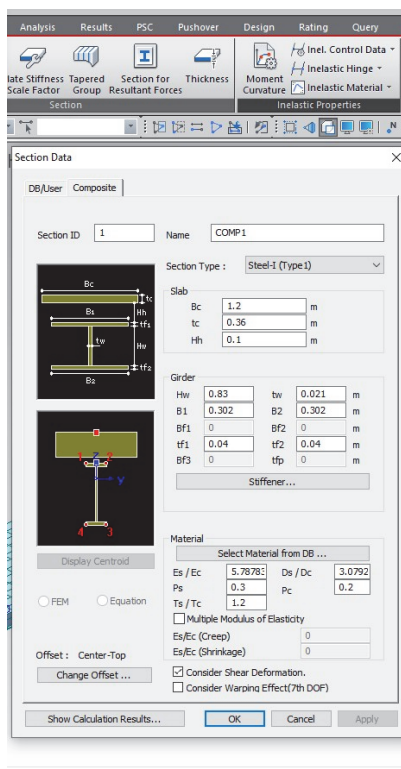 Analysis Results PSC Pushover Design Rating Query
Inel. Control Data
Inelastic Hinge
late Stiffness Tapered Section for Thickness Moment Inelastic Material
Scale Factor Group Resultant Forces Curvature
Section Inelastic Properties
N
Section Data
DB/User Composite
Section ID 1 Name COMP1
Section Type : Steel-I (Type1)
Slab
Bc 1.2 m
tc 0.36 m
Hh 0.1 m
Bc
tc
B1 Hh
tf1
tw Hw
tf2
B2
Girder
Hw 0.83 tw 0.021 m
B1 0.302 B2 0.302 m
Bf1 0 Bf2 0 m
tf1 0.04 tf2 0.04 m
Bf3 0 tfp 0 m
Stiffener...
1 z 2
y
4 3
Display Centroid
FEM Equation
Offset : Center-Top
Change Offset ...
Material
Select Material from DB ...
Es / Ec 5.7878 Ds / Dc 3.0792
Ps 0.3 Pc 0.2
Ts / Tc 1.2
Multiple Modulus of Elasticity
Es/Ec (Creep) 0
Es/Ec (Shrinkage) 0
Consider Shear Deformation.
Consider Warping Effect(7th DOF)
Show Calculation Results... OK Cancel Apply